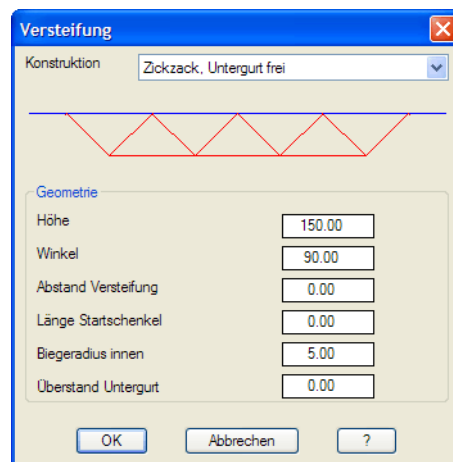 Versteifung
Konstruktion Zickzack, Untergurt frei
Geometrie
Höhe 150.00
Winkel 90.00
Abstand Versteifung 0.00
Länge Startschenkel 0.00
Biegeradius innen 5.00
Überstand Untergurt 0.00
OK Abbrechen ?